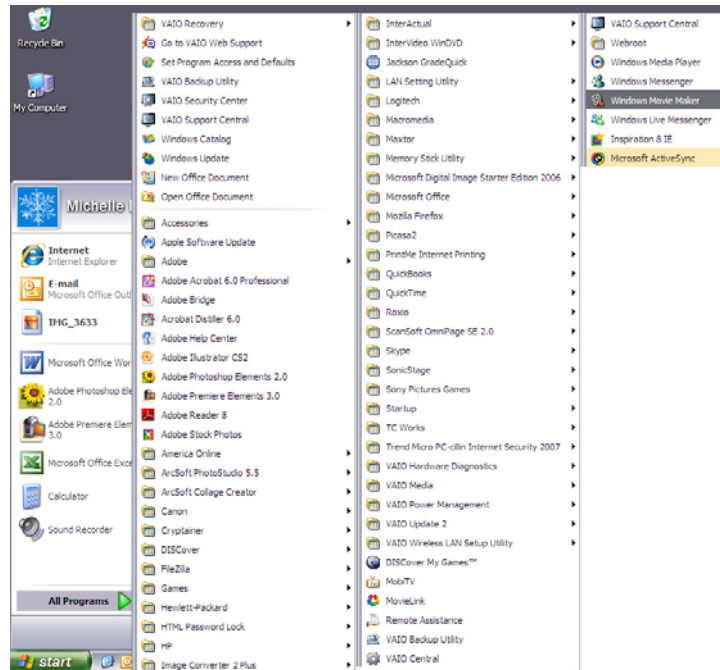 Recycle Bin
My Computer
Michelle L
Internet
Internet Explorer
E-mail
Microsoft Office Outl
IMG_3633
Microsoft Office Wor
Adobe Photoshop Ele
2.0
Adobe Premiere Elem
3.0
Microsoft Office Exce
Calculator
Sound Recorder
All Programs
start
VAIO Recovery
Go to VAIO Web Support
Set Program Access and Defaults
VAIO Backup Utility
VAIO Security Center
VAIO Support Central
Windows Catalog
Windows Update
New Office Document
Open Office Document
Accessories
Apple Software Update
Adobe
Adobe Acrobat 6.0 Professional
Adobe Bridge
Acrobat Distiller 6.0
Adobe Help Center
Adobe Illustrator CS2
Adobe Photoshop Elements 2.0
Adobe Premiere Elements 3.0
Adobe Reader 8
Adobe Stock Photos
America Online
ArcSoft PhotoStudio 5.5
ArcSoft Collage Creator
Canon
Cryptainer
DISCover
FileZilla
Games
Hewlett-Packard
HTML Password Lock
HP
Image Converter 2 Plus
InterActual
InterVideo WinDVD
Jackson GradeQuick
LAN Setting Utility
Logitech
Macromedia
Maxtor
Memory Stick Utility
Microsoft Digital Image Starter Edition 2006
Microsoft Office
Mozilla Firefox
Picasa2
PrintMe Internet Printing
QuickBooks
QuickTime
Roxio
ScanSoft OmniPage SE 2.0
Skype
SonicStage
Sony Pictures Games
Startup
TC Works
Trend Micro PC-cillin Internet Security 2007
VAIO Hardware Diagnostics
VAIO Media
VAIO Power Management
VAIO Update 2
VAIO Wireless LAN Setup Utility
DISCover My Games™
MobiTV
MovieLink
Remote Assistance
VAIO Backup Utility
VAIO Central
VAIO Support Central
Webroot
Windows Media Player
Windows Messenger
Windows Movie Maker
Windows Live Messenger
Inspiration 8 IE
Microsoft ActiveSync